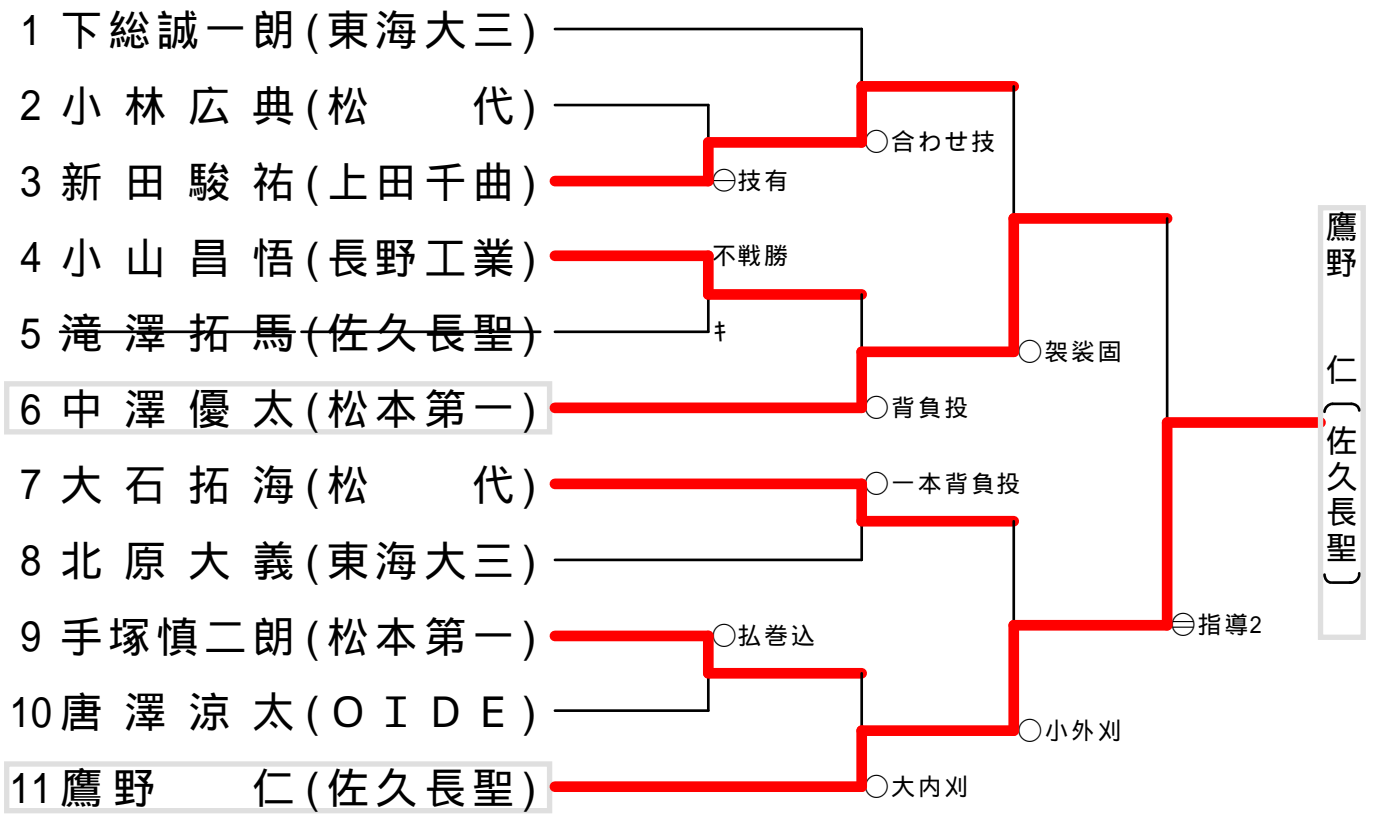 1 下総誠一朗(東海大三)
2 小林広典(松　代)
○合わせ技
3 新田駿祐(上田千曲)
⊖技有
4 小山昌悟(長野工業)
不戦勝
5 滝澤拓馬(佐久長聖)
ｷ
○袈裟固
6 中澤優太(松本第一)
○背負投
7 大石拓海(松　代)
○一本背負投
8 北原大義(東海大三)
9 手塚慎二朗(松本第一)
○払巻込
指導2
10 唐澤涼太(ＯＩＤＥ)
○小外刈
11 鷹野　仁(佐久長聖)
○大内刈
鷹野　仁〔佐久長聖〕